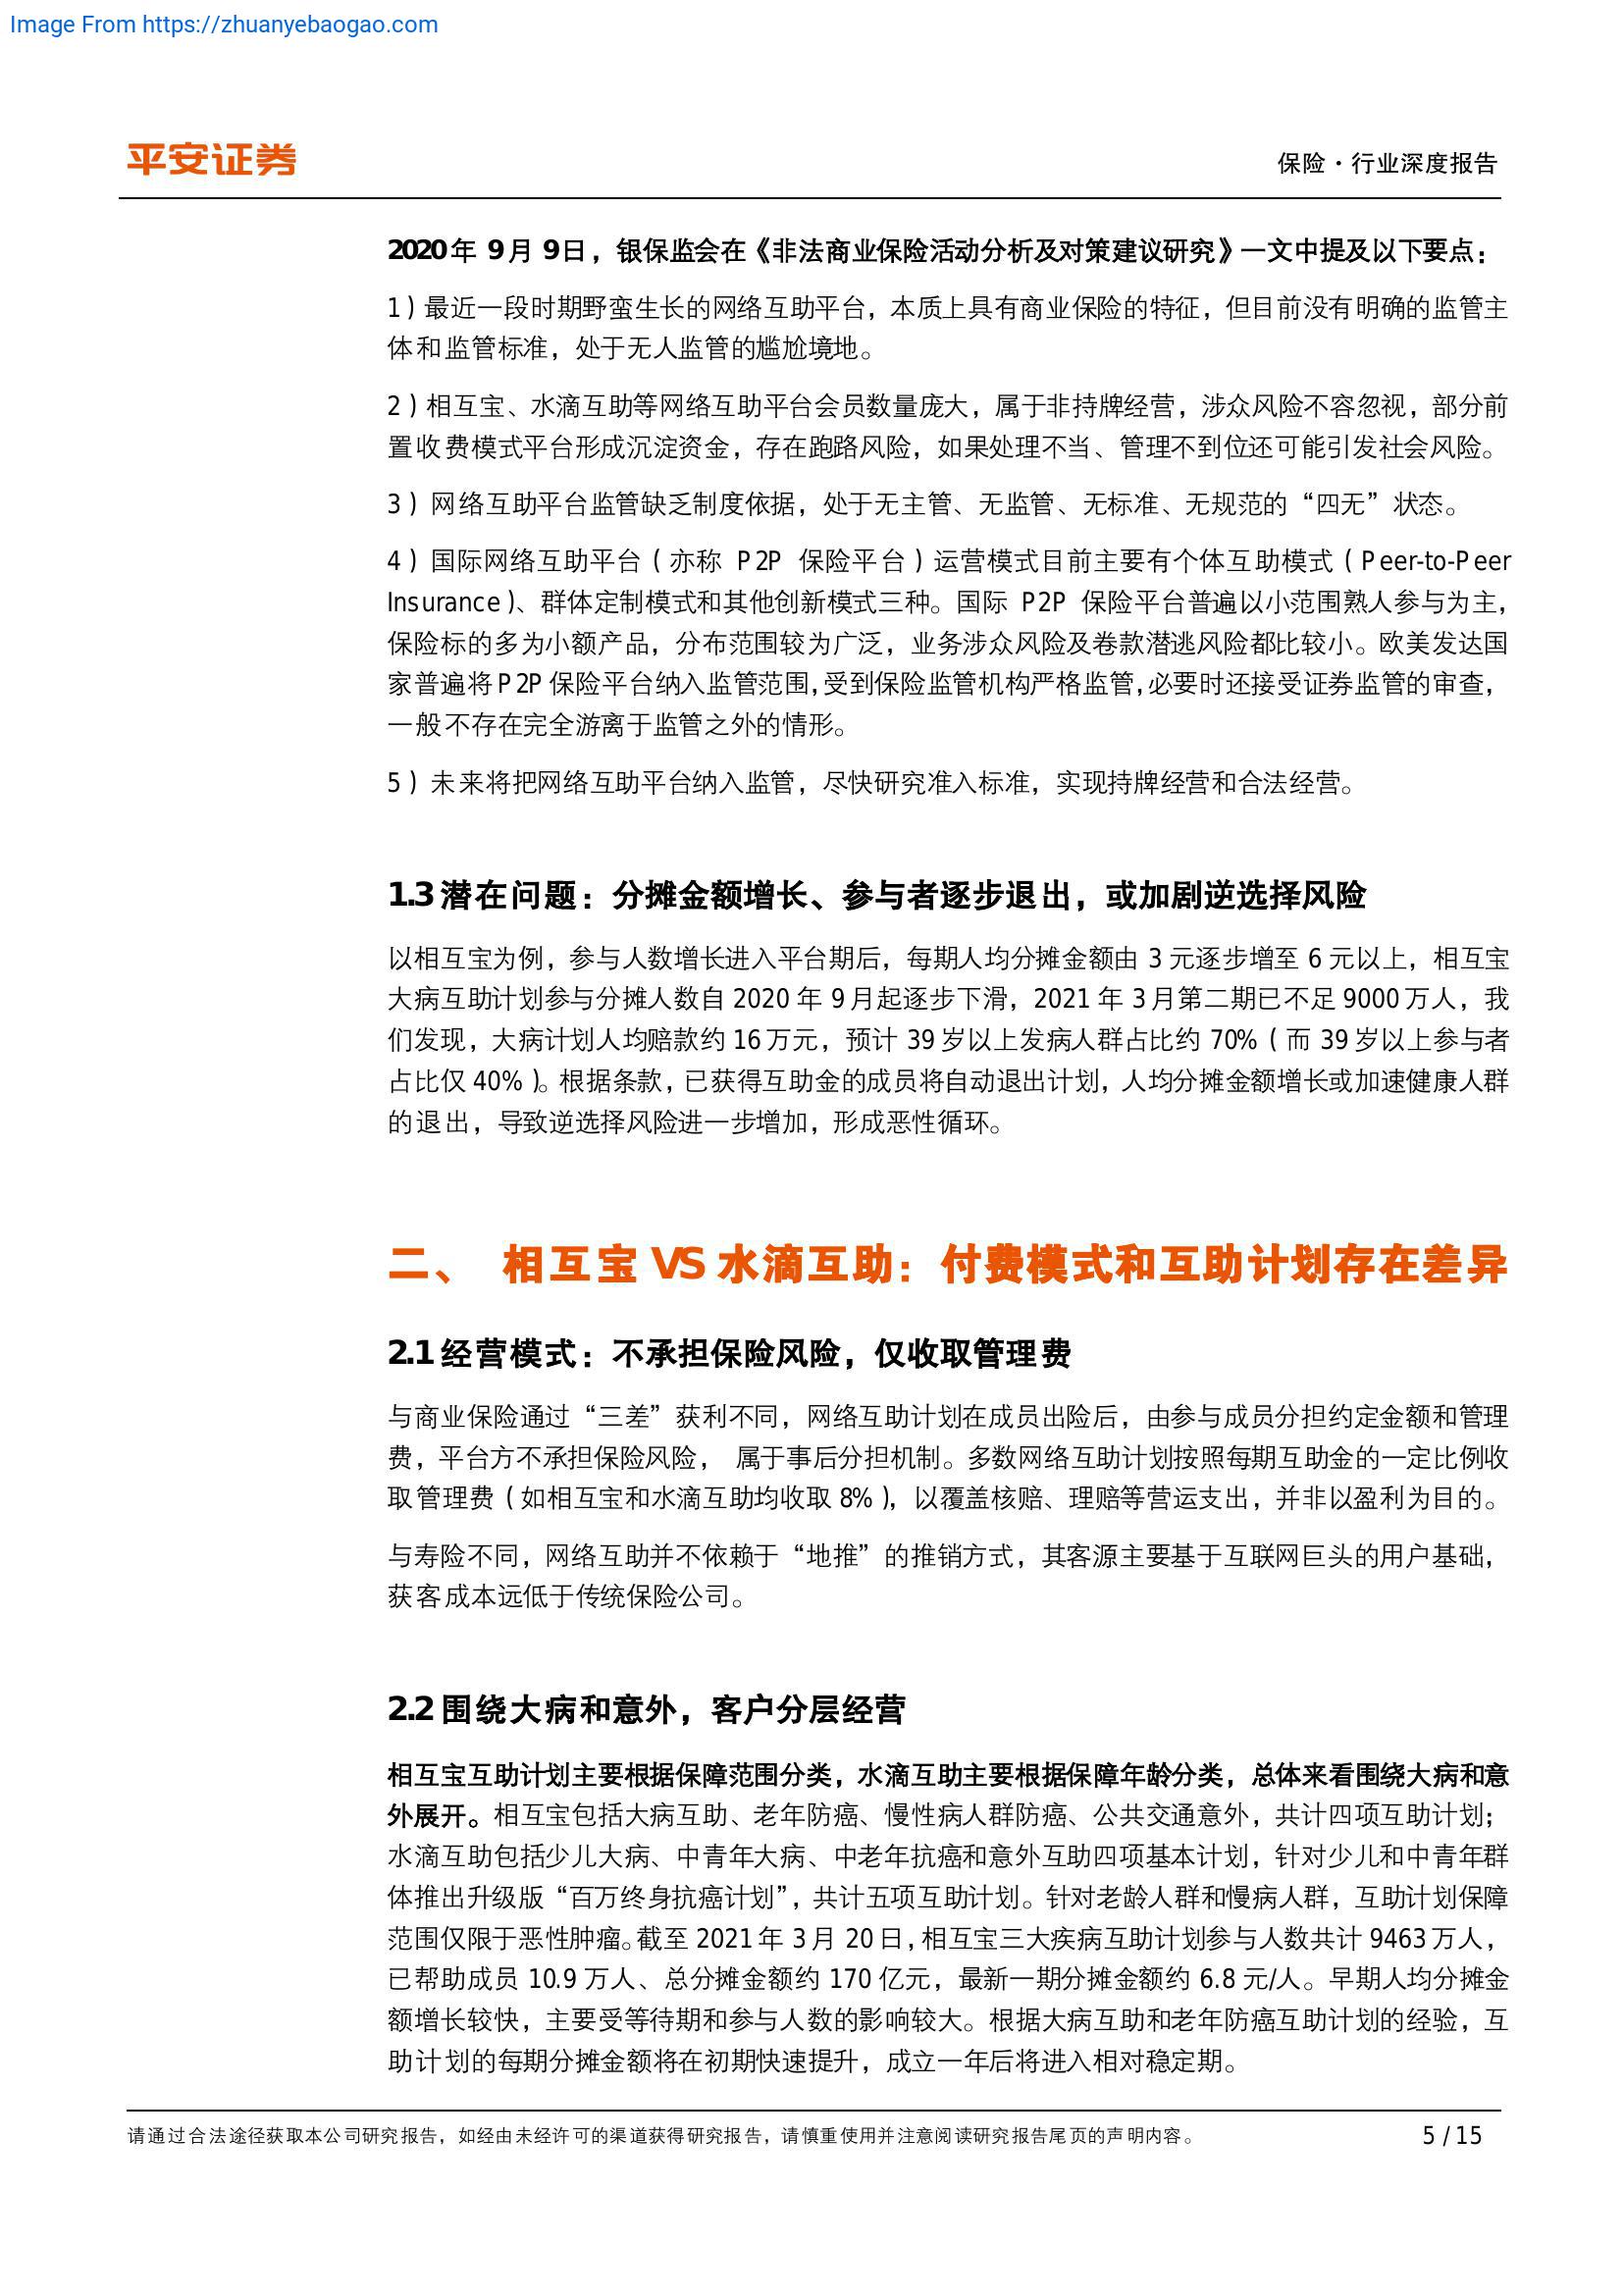 Image From https://zhuanyebaogao.com
平安证券
保险·行业深度报告
2020年 9月 9日，银保监会在《非法商业保险活动分析及对策建议研究》一文中提及以下要点：
1）最近一段时期野蛮生长的网络互助平台，本质上具有商业保险的特征，但目前没有明确的监管主
体和监管标准，处于无人监管的尴尬境地。
2）相互宝、水滴互助等网络互助平台会员数量庞大，属于非持牌经营，涉众风险不容忽视，部分前
置收费模式平台形成沉淀资金，存在跑路风险，如果处理不当、管理不到位还可能引发社会风险。
3）网络互助平台监管缺乏制度依据，处于无主管、无监管、无标准、无规范的“四无”状态。
4）国际网络互助平台（亦称 P2P 保险平台）运营模式目前主要有个体互助模式（Peer-to-Peer
Insurance）、群体定制模式和其他创新模式三种。国际 P2P 保险平台普遍以小范围熟人参与为主，
保险标的多为小额产品，分布范围较为广泛，业务涉众风险及卷款潜逃风险都比较小。欧美发达国
家普遍将 P2P 保险平台纳入监管范围，受到保险监管机构严格监管，必要时还接受证券监管的审查，
一般不存在完全游离于监管之外的情形。
5）未来将把网络互助平台纳入监管，尽快研究准入标准，实现持牌经营和合法经营。
1.3 潜在问题：分摊金额增长、参与者逐步退出，或加剧逆选择风险
以相互宝为例，参与人数增长进入平台期后，每期人均分摊金额由 3 元逐步增至 6 元以上，相互宝
大病互助计划参与分摊人数自 2020 年 9 月起逐步下滑，2021 年 3 月第二期已不足 9000 万人，我
们发现，大病计划人均赔款约 16 万元，预计 39 岁以上发病人群占比约 70%（而 39 岁以上参与者
占比仅 40%）。根据条款，已获得互助金的成员将自动退出计划，人均分摊金额增长或加速健康人群
的退出，导致逆选择风险进一步增加，形成恶性循环。
二、 相互宝 VS 水滴互助：付费模式和互助计划存在差异
2.1 经营模式：不承担保险风险，仅收取管理费
与商业保险通过“三差”获利不同，网络互助计划在成员出险后，由参与成员分担约定金额和管理
费，平台方不承担保险风险， 属于事后分担机制。多数网络互助计划按照每期互助金的一定比例收
取管理费（如相互宝和水滴互助均收取 8%），以覆盖核赔、理赔等营运支出，并非以盈利为目的。
与寿险不同，网络互助并不依赖于“地推”的推销方式，其客源主要基于互联网巨头的用户基础，
获客成本远低于传统保险公司。
2.2 围绕大病和意外，客户分层经营
相互宝互助计划主要根据保障范围分类，水滴互助主要根据保障年龄分类，总体来看围绕大病和意
外展开。相互宝包括大病互助、老年防癌、慢性病人群防癌、公共交通意外，共计四项互助计划；
水滴互助包括少儿大病、中青年大病、中老年抗癌和意外互助四项基本计划，针对少儿和中青年群
体推出升级版“百万终身抗癌计划”，共计五项互助计划。针对老龄人群和慢病人群，互助计划保障
范围仅限于恶性肿瘤。截至 2021 年 3 月 20 日，相互宝三大疾病互助计划参与人数共计 9463 万人，
已帮助成员 10.9 万人、总分摊金额约 170 亿元，最新一期分摊金额约 6.8 元/人。早期人均分摊金
额增长较快，主要受等待期和参与人数的影响较大。根据大病互助和老年防癌互助计划的经验，互
助计划的每期分摊金额将在初期快速提升，成立一年后将进入相对稳定期。
请通过合法途径获取本公司研究报告，如经由未经许可的渠道获得研究报告，请慎重使用并注意阅读研究报告尾页的声明内容。
5 / 15